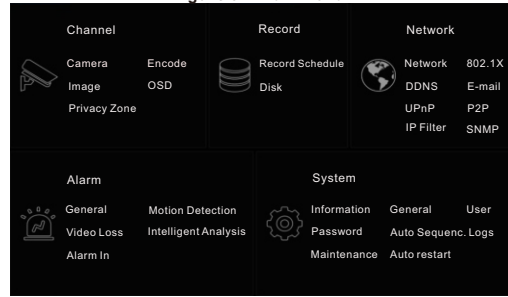 Channel
Camera Encode
Image OSD
Privacy Zone
Record
Record Schedule
Disk
Network
Network 802.1X
DDNS E-mail
UPnP P2P
IP Filter SNMP
Alarm
General Motion Detection
Video Loss Intelligent Analysis
Alarm In
System
Information General User
Password Auto Sequenc. Logs
Maintenance Auto restart